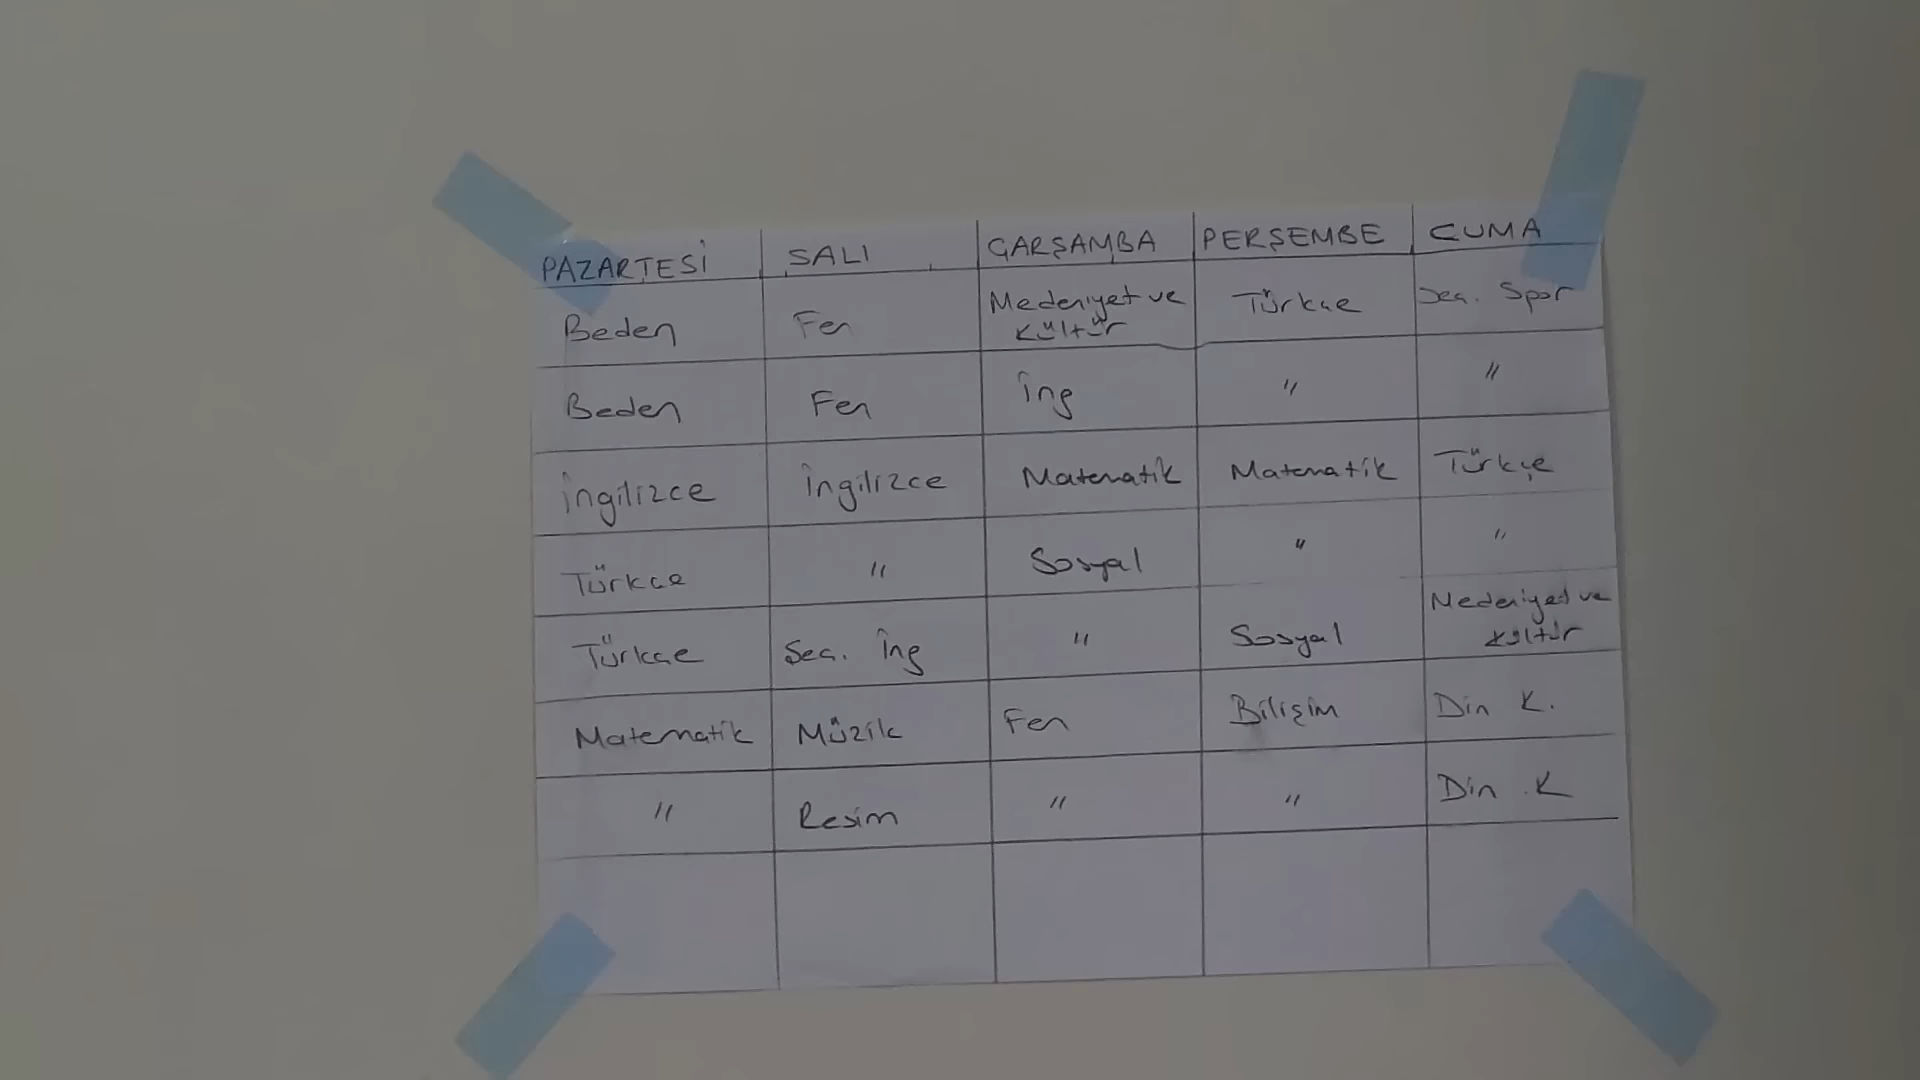 PAZARTESİ SALI ÇARŞAMBA PERŞEMBE CUMA
Beden Fen Medeniyet ve Kültür Türkçe Seç. Spor
Beden Fen İng " "
İngilizce İngilizce Matematik Matematik Türkçe
Türkçe " Sosyal " "
Türkçe Seç. İng " Sosyal Medeniyet ve Kültür
Matematik Müzik Fen Bilişim Din K.
" Resim " " Din K